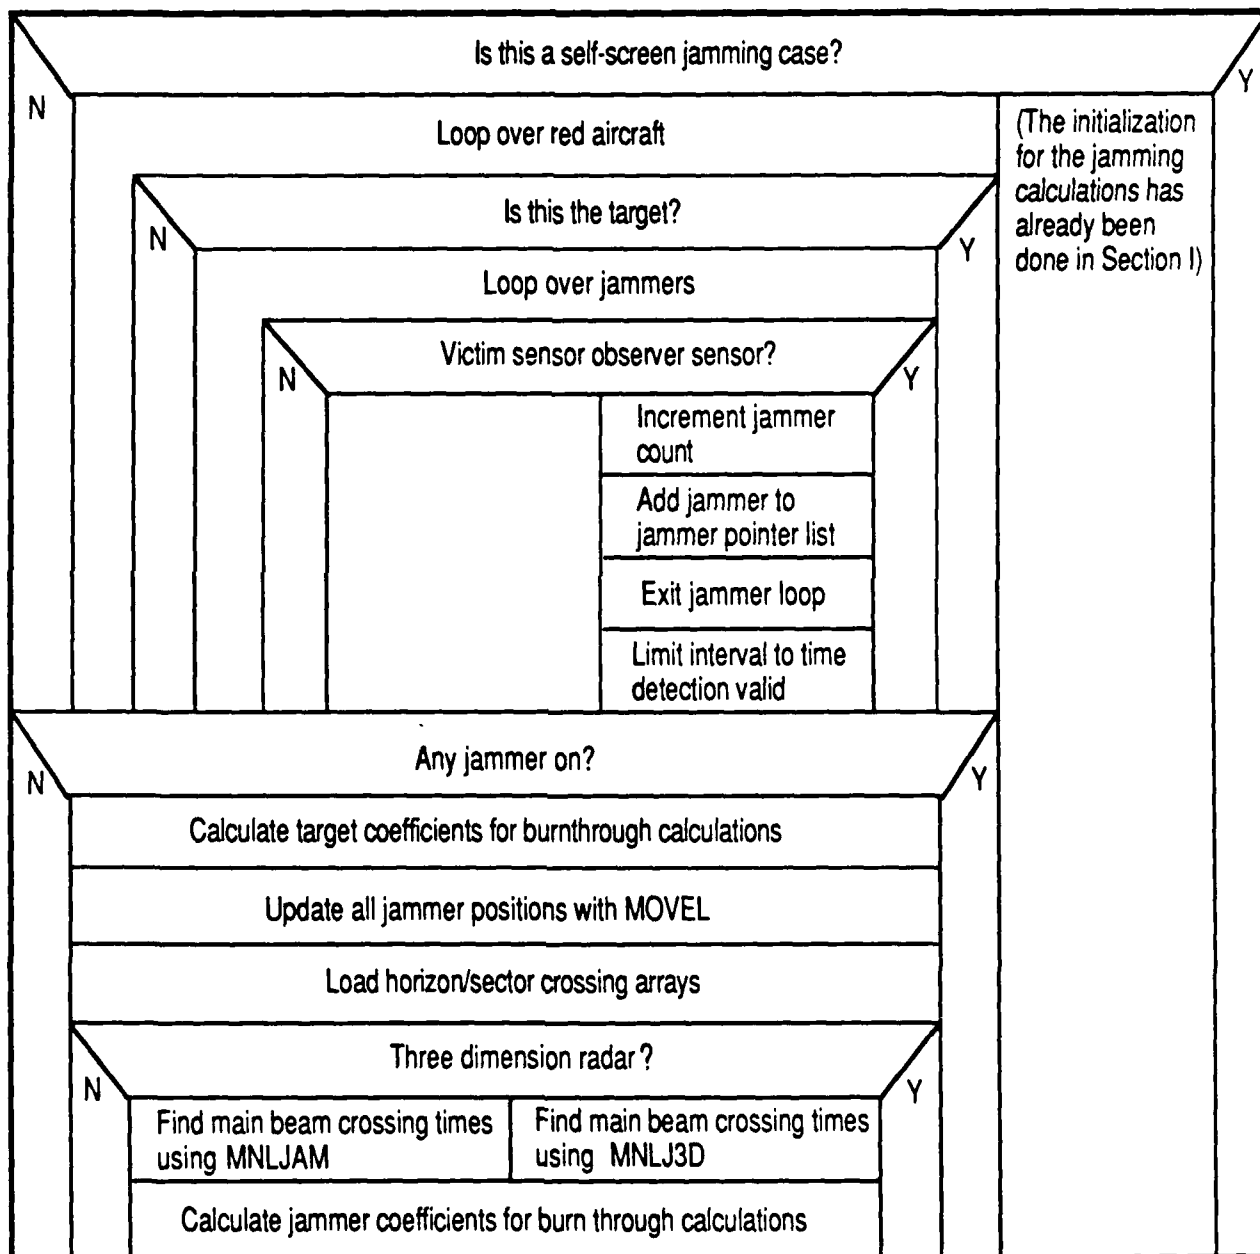 Is this a self-screen jamming case?
N
Y
Loop over red aircraft
(The initialization
for the jamming
calculations has
already been
done in Section I)
Is this the target?
N
Y
Loop over jammers
Victim sensor observer sensor?
N
Y
Increment jammer
count
Add jammer to
jammer pointer list
Exit jammer loop
Limit interval to time
detection valid
Any jammer on?
N
Y
Calculate target coefficients for burnthrough calculations
Update all jammer positions with MOVEL
Load horizon/sector crossing arrays
Three dimension radar?
N
Y
Find main beam crossing times
using MNLJAM
Find main beam crossing times
using MNLJ3D
Calculate jammer coefficients for burn through calculations